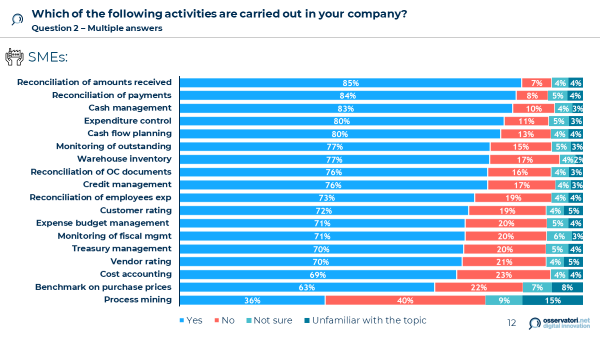 Which of the following activities are carried out in your company?
Question 2 – Multiple answers
SMEs:
Reconciliation of amounts received 85% 7% 4% 4%
Reconciliation of payments 84% 8% 5% 4%
Cash management 83% 10% 4% 3%
Expenditure control 80% 11% 5% 3%
Cash flow planning 80% 13% 4% 4%
Monitoring of outstanding 77% 15% 5% 3%
Warehouse inventory 77% 17% 4% 2%
Reconciliation of OC documents 76% 16% 4% 3%
Credit management 76% 17% 4% 3%
Reconciliation of employees exp 73% 19% 4% 4%
Customer rating 72% 19% 4% 5%
Expense budget management 71% 20% 5% 4%
Monitoring of fiscal mgmt 71% 20% 6% 3%
Treasury management 70% 20% 5% 4%
Vendor rating 70% 21% 4% 5%
Cost accounting 69% 23% 4% 4%
Benchmark on purchase prices 63% 22% 7% 8%
Process mining 36% 40% 9% 15%
Yes No Not sure Unfamiliar with the topic
12
osservatori.net
digital innovation